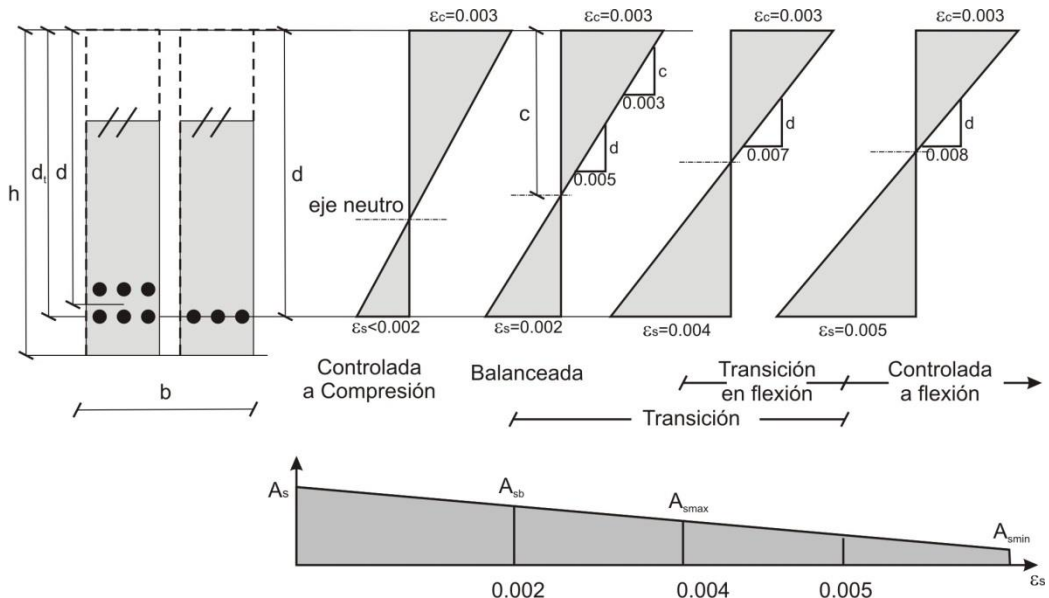 εc=0.003
εc=0.003
εc=0.003
εc=0.003
h
dt
d
d
c
c
0.003
d
0.005
d
0.007
d
0.008
eje neutro
εs<0.002
εs=0.002
εs=0.004
εs=0.005
b
Controlada
a Compresión
Balanceada
Transición
en flexión
Controlada
a flexión
Transición
As
Asb
Asmax
Asmin
0.002
0.004
0.005
εs